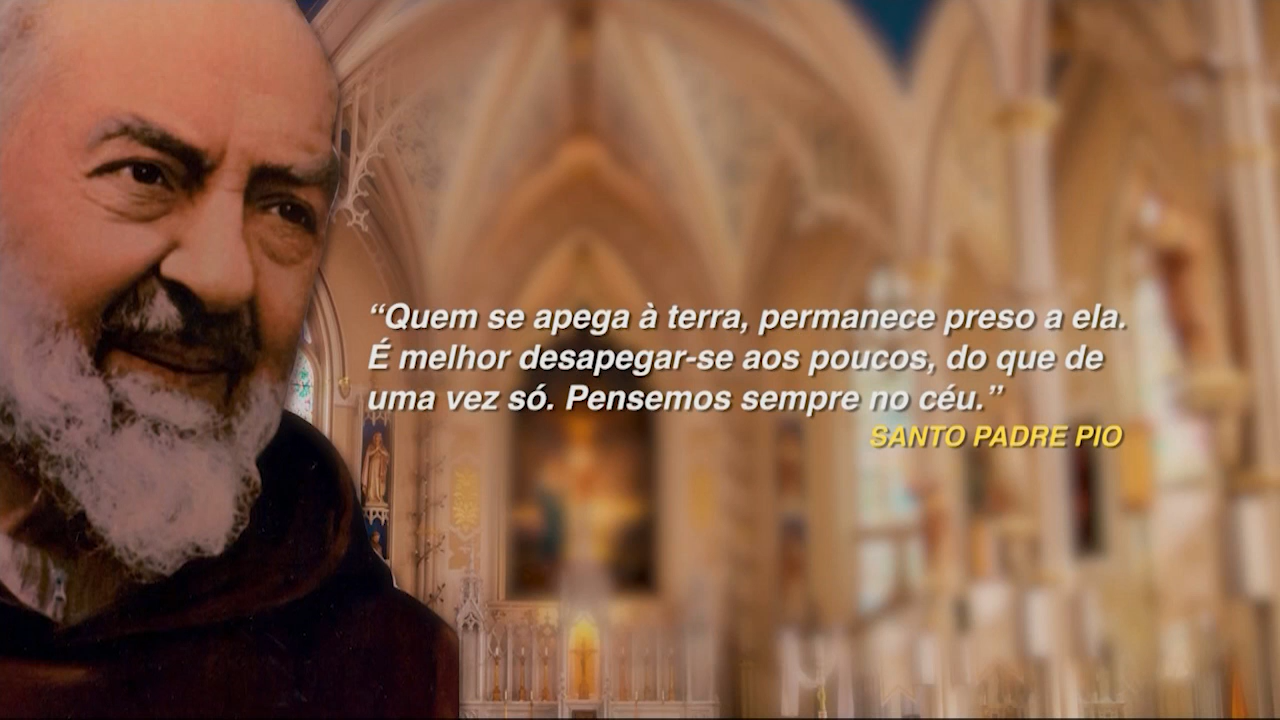 “Quem se apega à terra, permanece preso a ela.
É melhor desapegar-se aos poucos, do que de
uma vez só. Pensemos sempre no céu.”
SANTO PADRE PIO